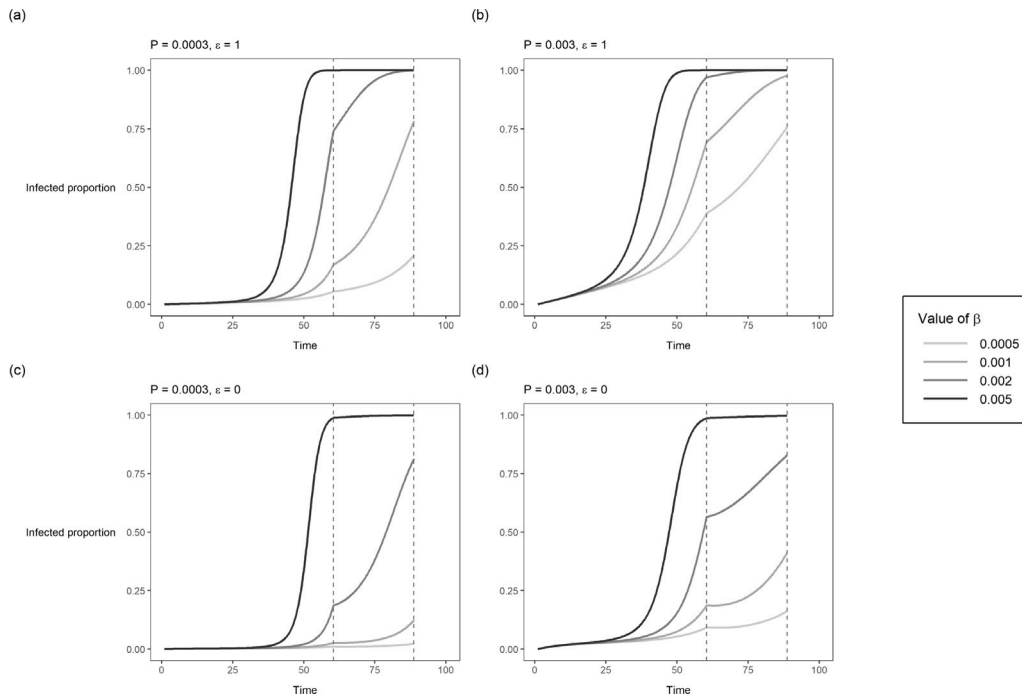 (a)
P = 0.0003, ε = 1
1.00
0.75
Infected proportion
0.50
0.25
0.00
0 25 50 75 100
Time
(b)
P = 0.003, ε = 1
1.00
0.75
0.50
0.25
0.00
0 25 50 75 100
Time
(c)
P = 0.0003, ε = 0
1.00
0.75
Infected proportion
0.50
0.25
0.00
0 25 50 75 100
Time
(d)
P = 0.003, ε = 0
1.00
0.75
0.50
0.25
0.00
0 25 50 75 100
Time
Value of β
0.0005
0.001
0.002
0.005